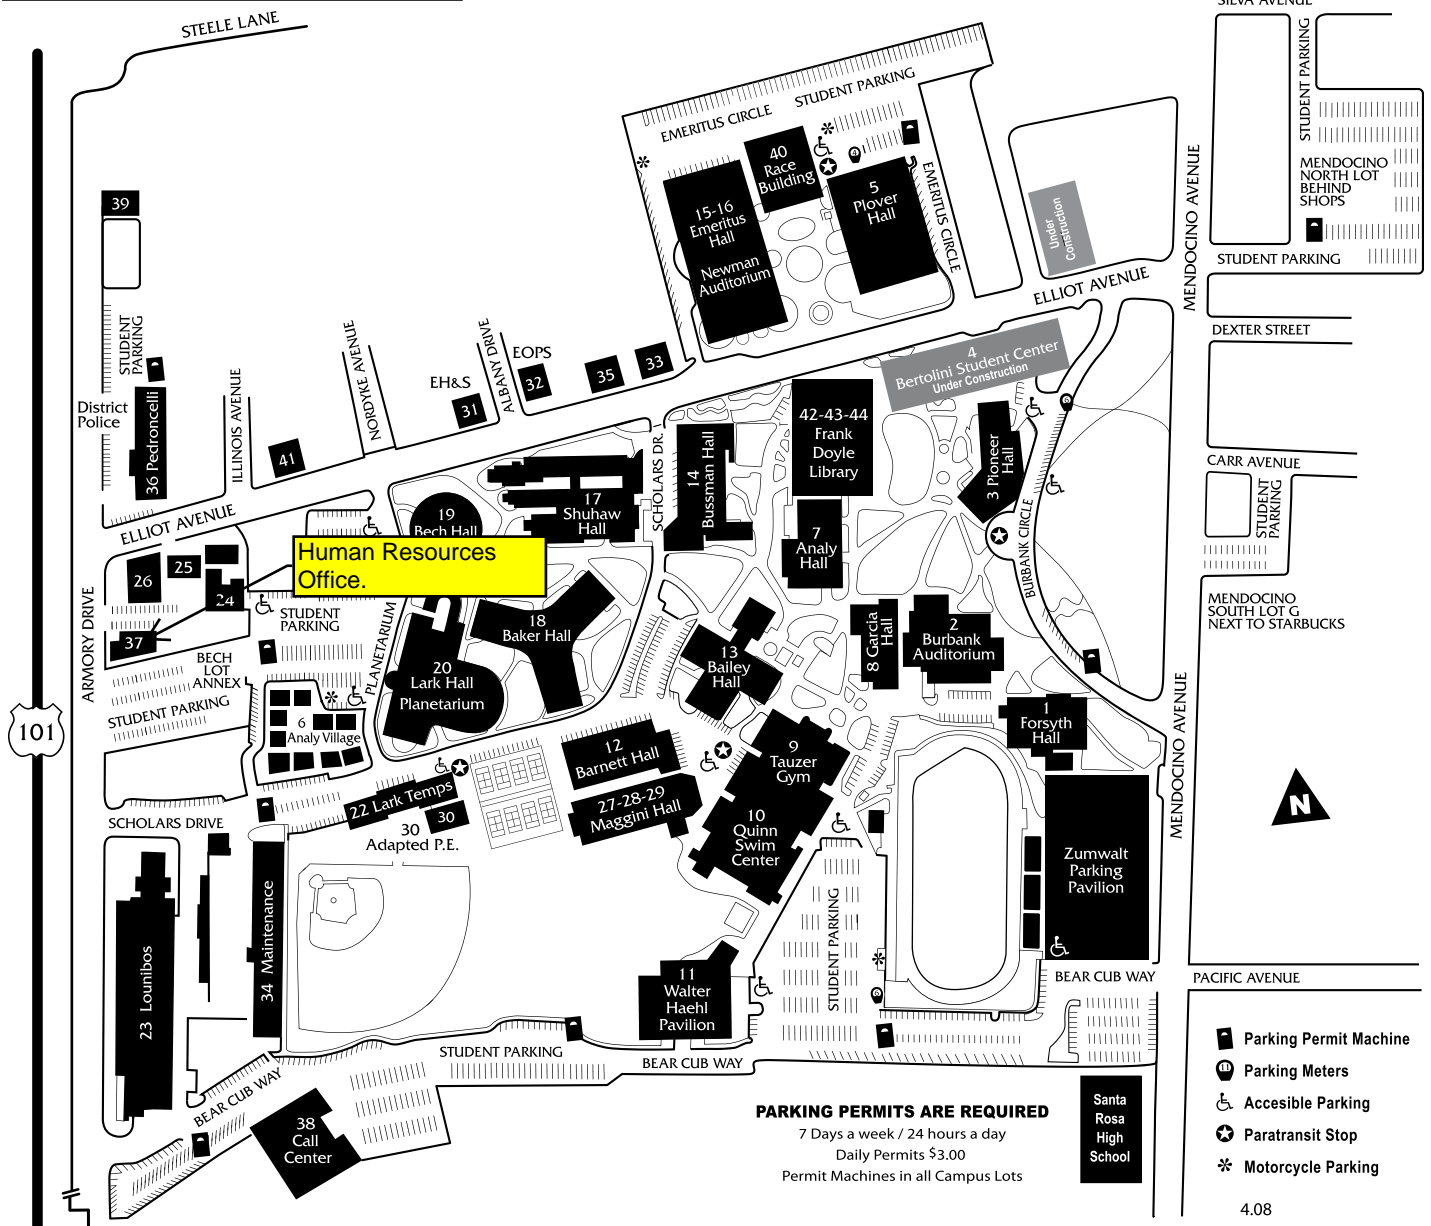 SILVA AVENUE
STEELE LANE
STUDENT PARKING
EMERITUS CIRCLE
STUDENT PARKING
40
Race
Building
5
Plover
Hall
15-16
Emeritus
Hall
Newman
Auditorium
EMERITUS CIRCLE
Under
Construction
MENDOCINO AVENUE
MENDOCINO
NORTH LOT
BEHIND
SHOPS
STUDENT PARKING
ELLIOT AVENUE
DEXTER STREET
39
STUDENT
PARKING
District
Police
36 Pedroncelli
ILLINOIS AVENUE
41
NORDYKE AVENUE
EH&S
31
ALBANY DRIVE
EOPS
32
35
33
4
Bertolini Student Center
Under Construction
42-43-44
Frank
Doyle
Library
3 Pioneer
Hall
CARR AVENUE
STUDENT
PARKING
ELLIOT AVENUE
19
Bech Hall
17
Shuhaw
Hall
SCHOLARS DR.
14
Bussman Hall
7
Analy
Hall
BURBANK CIRCLE
Human Resources
Office.
26
25
24
37
ARMORY DRIVE
STUDENT
PARKING
PLANETARIUM
18
Baker Hall
20
Lark Hall
Planetarium
13
Bailey
Hall
8 Garcia
Hall
2
Burbank
Auditorium
MENDOCINO
SOUTH LOT G
NEXT TO STARBUCKS
BECH
LOT
ANNEX
STUDENT PARKING
6
Analy Village
101
12
Barnett Hall
9
Tauzer
Gym
1
Forsyth
Hall
MENDOCINO AVENUE
N
22 Lark Temps
30
30
Adapted P.E.
27-28-29
Maggini Hall
10
Quinn
Swim
Center
SCHOLARS DRIVE
Zumwalt
Parking
Pavilion
23 Lounibos
34 Maintenance
STUDENT PARKING
11
Walter
Haehl
Pavilion
BEAR CUB WAY
PACIFIC AVENUE
STUDENT PARKING
BEAR CUB WAY
BEAR CUB WAY
38
Call
Center
PARKING PERMITS ARE REQUIRED
7 Days a week / 24 hours a day
Daily Permits $3.00
Permit Machines in all Campus Lots
Santa
Rosa
High
School
Parking Permit Machine
Parking Meters
Accesible Parking
Paratransit Stop
Motorcycle Parking
4.08